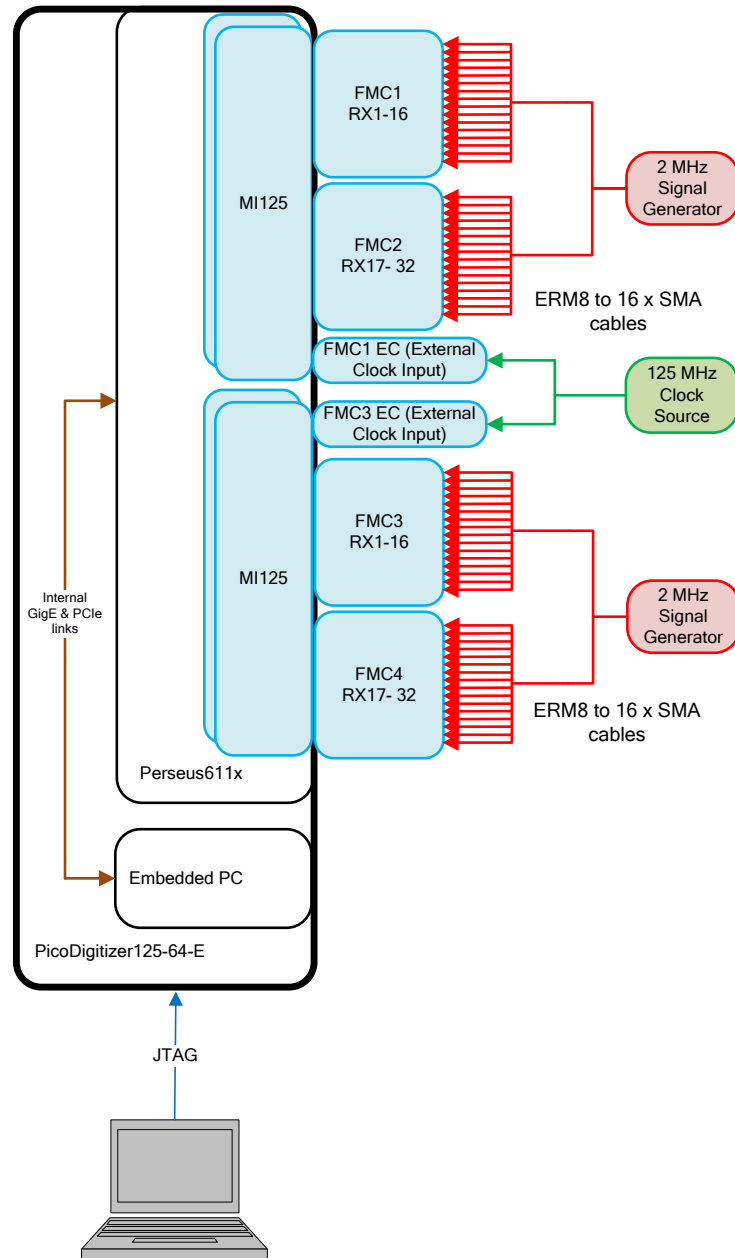 FMC1
RX1-16
2 MHz
Signal
Generator
MI125
FMC2
RX17- 32
ERM8 to 16 x SMA
cables
FMC1 EC (External
Clock Input)
125 MHz
Clock
Source
FMC3 EC (External
Clock Input)
FMC3
RX1-16
MI125
Internal
GigE & PCIe
links
2 MHz
Signal
Generator
FMC4
RX17- 32
ERM8 to 16 x SMA
cables
Perseus611x
Embedded PC
PicoDigitizer125-64-E
JTAG